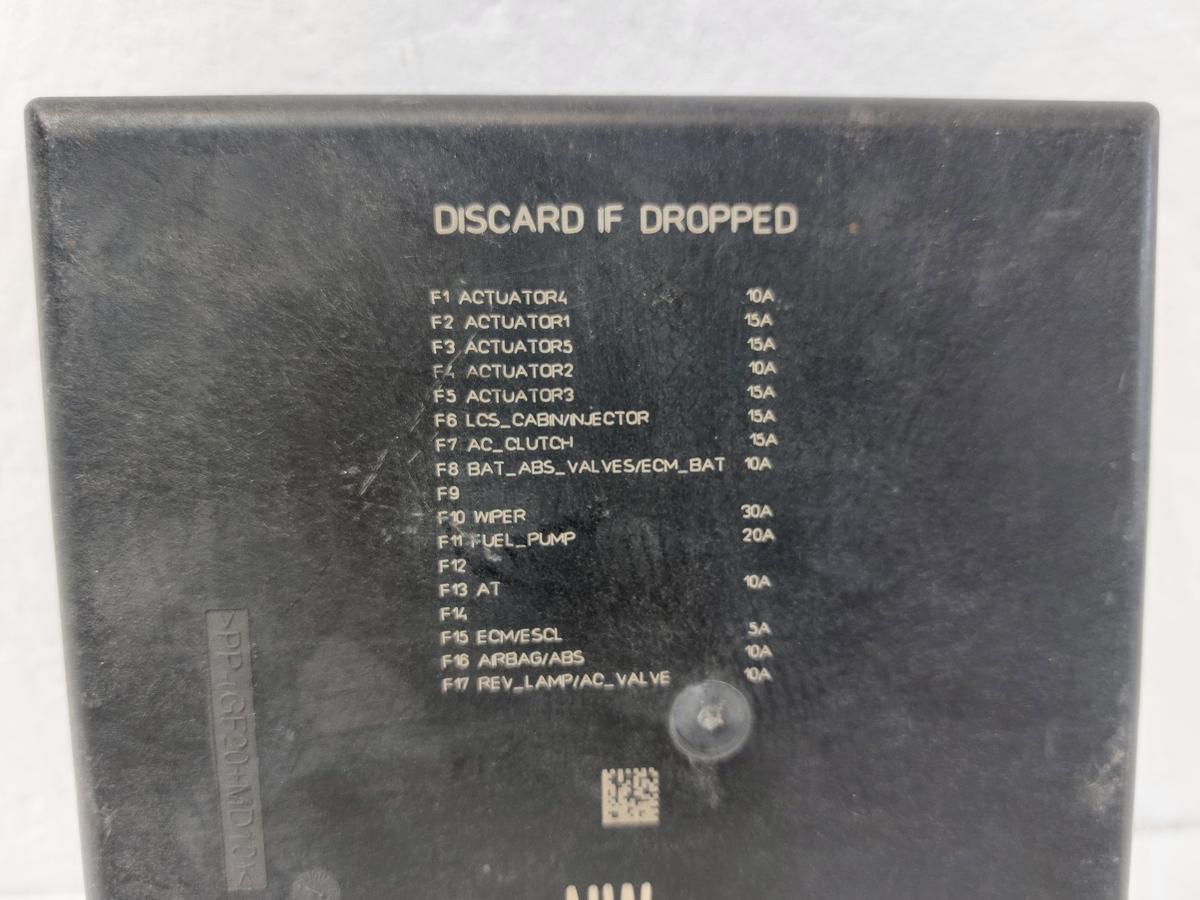 DISCARD IF DROPPED
F1 ACTUATOR4 10A
F2 ACTUATOR1 15A
F3 ACTUATOR5 15A
F4 ACTUATOR2 10A
F5 ACTUATOR3 15A
F6 LCS_CABIN/INJECTOR 15A
F7 AC_CLUTCH 15A
F8 BAT_ABS_VALVES/ECM_BAT 10A
F9
F10 WIPER 30A
F11 FUEL_PUMP 20A
F12
F13 AT 10A
F14
F15 ECM/ESCL 5A
F16 AIRBAG/ABS 10A
F17 REV_LAMP/AC_VALVE 10A